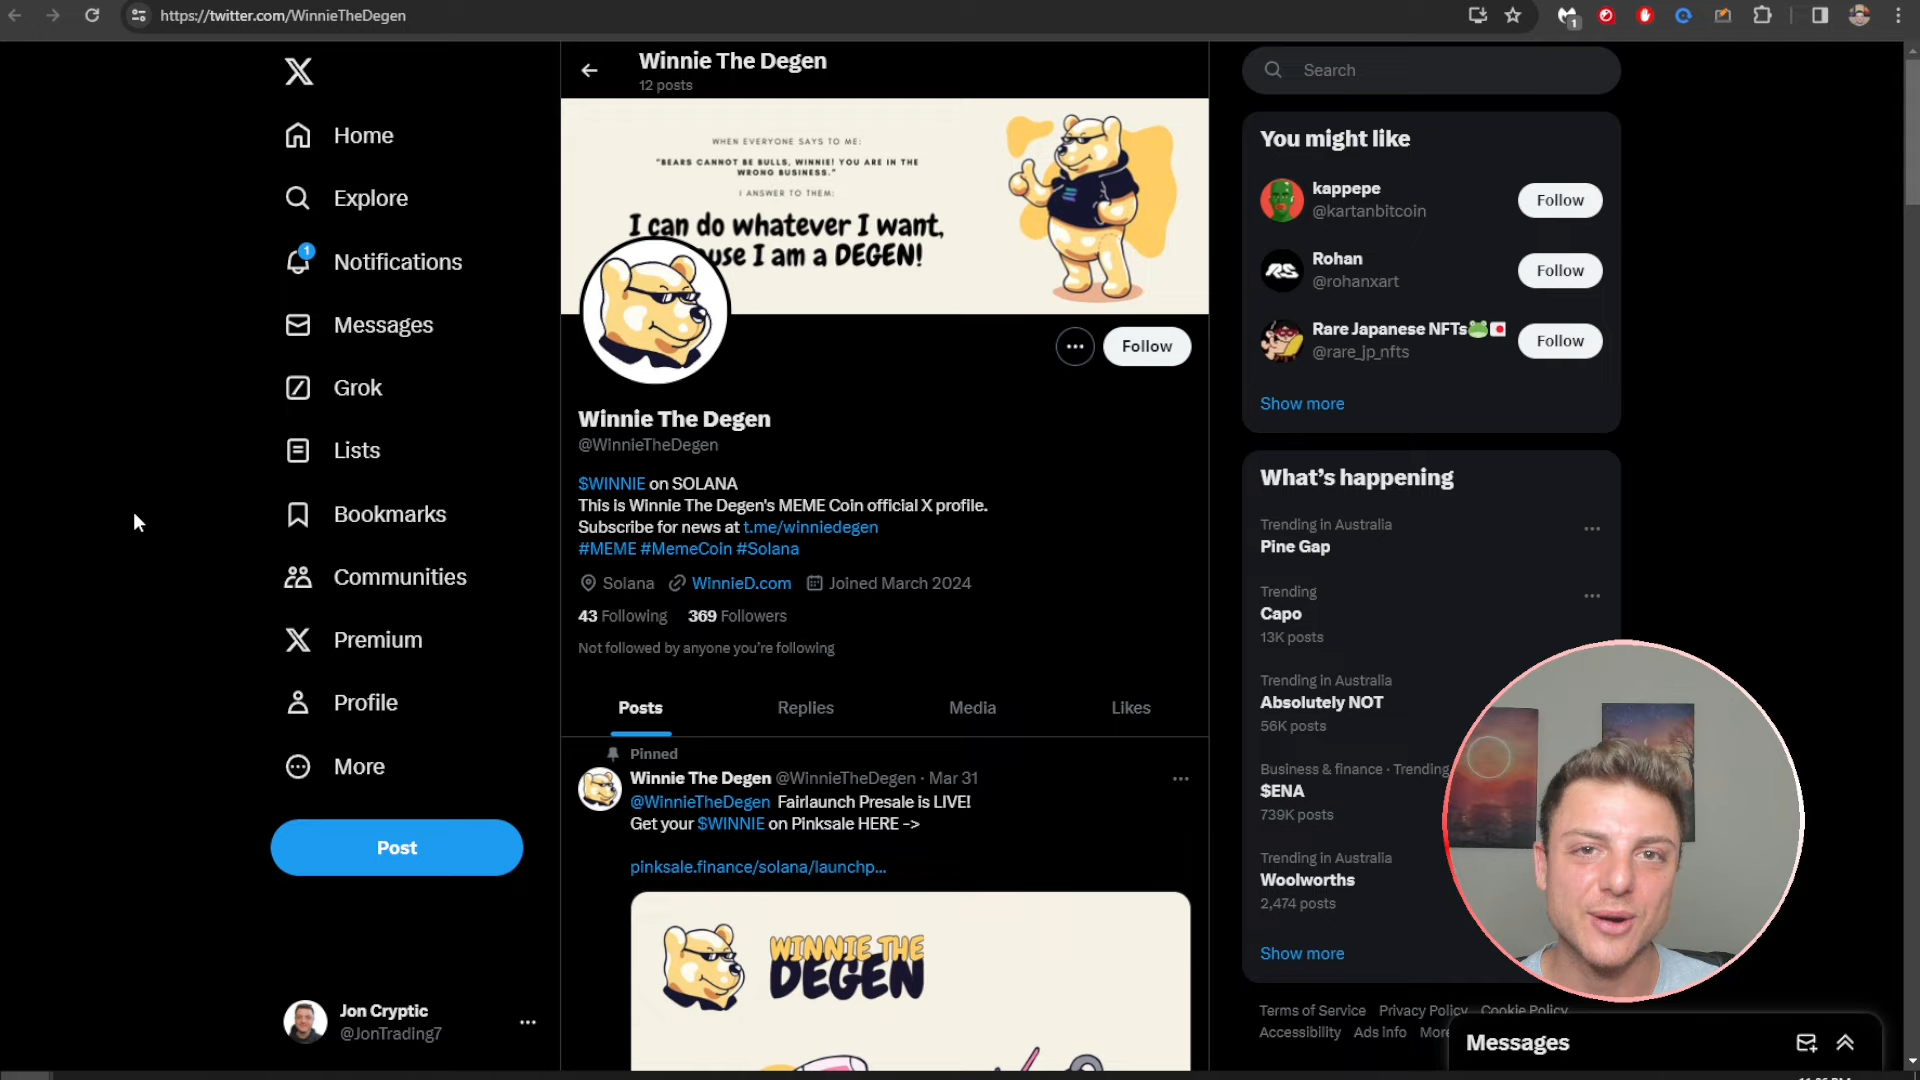 https://twitter.com/WinnieTheDegen
1
Home
Explore
1
Notifications
Messages
Grok
Lists
Bookmarks
Communities
Premium
Profile
More
Post
Jon Cryptic
@JonTrading7
Winnie The Degen
12 posts
WHEN EVERYONE SAYS TO ME:
"BEARS CANNOT BE BULLS, WINNIE! YOU ARE IN THE
WRONG BUSINESS."
I ANSWER TO THEM:
I can do whatever I want,
use I am a DEGEN!
Follow
Winnie The Degen
@WinnieTheDegen
$WINNIE on SOLANA
This is Winnie The Degen's MEME Coin official X profile.
Subscribe for news at t.me/winniedegen
#MEME #MemeCoin #Solana
Solana WinnieD.com Joined March 2024
43 Following 369 Followers
Not followed by anyone you're following
Posts Replies Media Likes
Pinned
Winnie The Degen @WinnieTheDegen · Mar 31
@WinnieTheDegen Fairlaunch Presale is LIVE!
Get your $WINNIE on Pinksale HERE ->
pinksale.finance/solana/launchp...
WINNIE THE
DEGEN
Search
You might like
kappepe
@kartanbitcoin
Follow
Rohan
@rohanxart
Follow
RS
Rare Japanese NFTs
@rare_jp_nfts
Follow
Show more
What's happening
Trending in Australia
Pine Gap
Trending
Capo
13K posts
Trending in Australia
Absolutely NOT
56K posts
Business & finance · Trending
$ENA
739K posts
Trending in Australia
Woolworths
2,474 posts
Show more
Terms of Service Privacy Policy Cookie Policy
Accessibility Ads info More
Messages